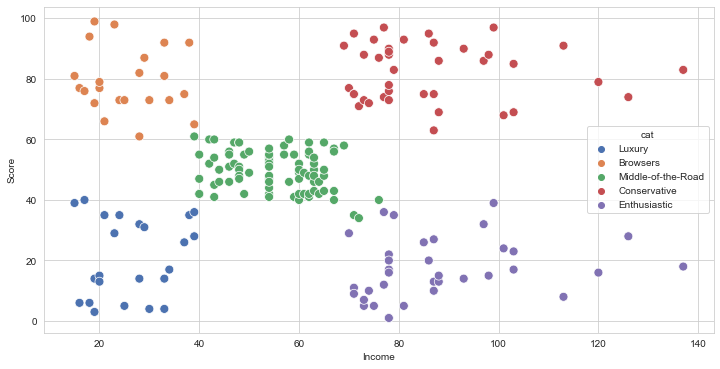 100
80
60
40
20
0
Score
20
40
60
80
100
120
140
Income
cat
Luxury
Browsers
Middle-of-the-Road
Conservative
Enthusiastic